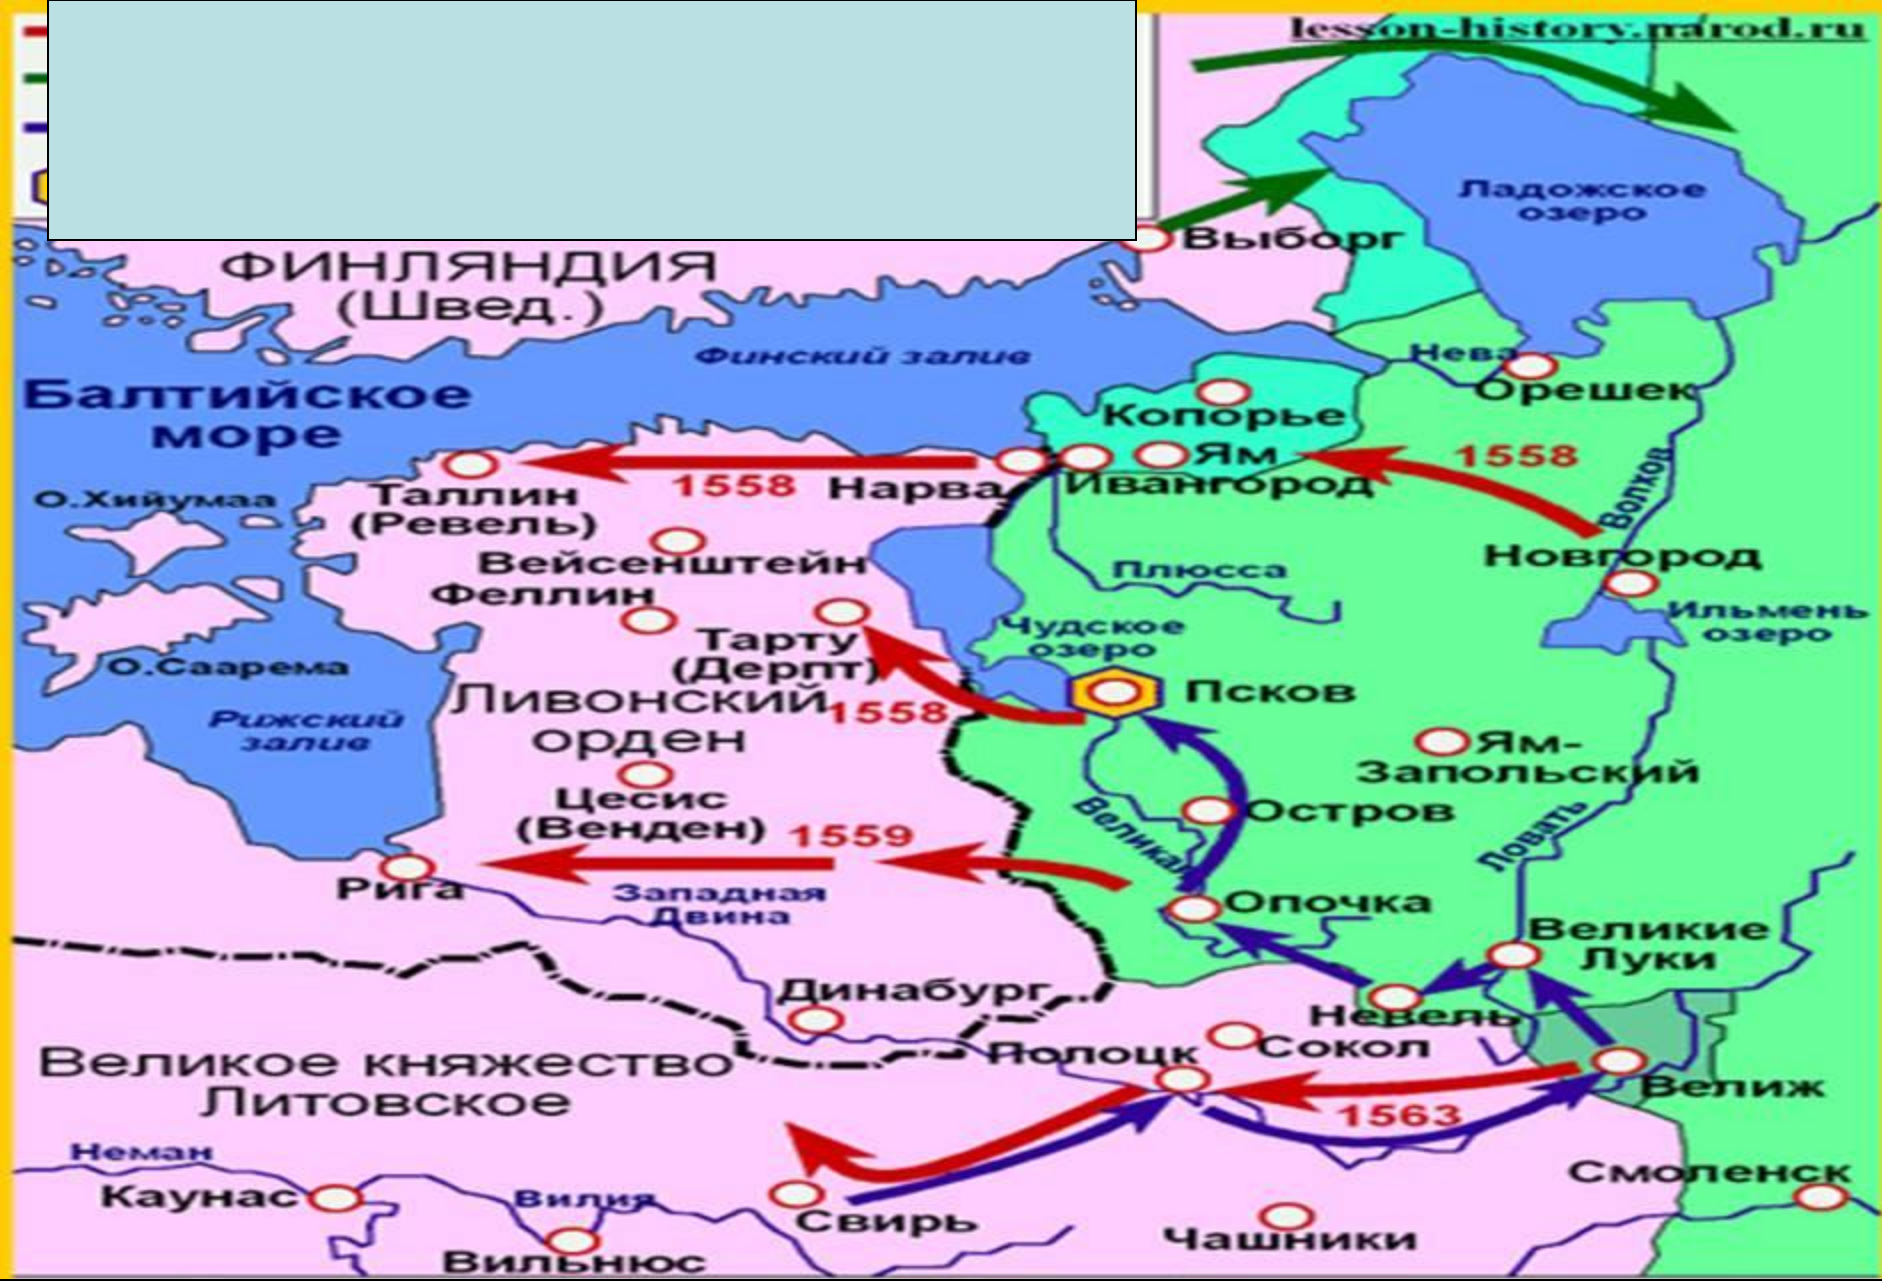 lesson-history.narod.ru
Ладожское
озеро
Выборг
ФИНЛЯНДИЯ
(Швед.)
Финский залив
Нева
Орешек
Балтийское
море
Копорье
Ям
1558
Волхов
1558
Нарва
Ивангород
О.Хийумаа
Таллин
(Ревель)
Вейсенштейн
Новгород
Плюсса
Феллин
Ильмень
озеро
Чудское
озеро
Тарту
(Дерпт)
О.Саарема
Ливонский
орден
1558
Псков
Рижский
залив
Ям-
Запольский
Цесис
(Венден)
1559
Великая
Остров
Ловать
Рига
Западная
Двина
Опочка
Великие
Луки
Динабург
Невель
Сокол
Полоцк
Великое княжество
Литовское
Велиж
1563
Неман
Смоленск
Каунас
Вилия
Свирь
Чашники
Вильнюс